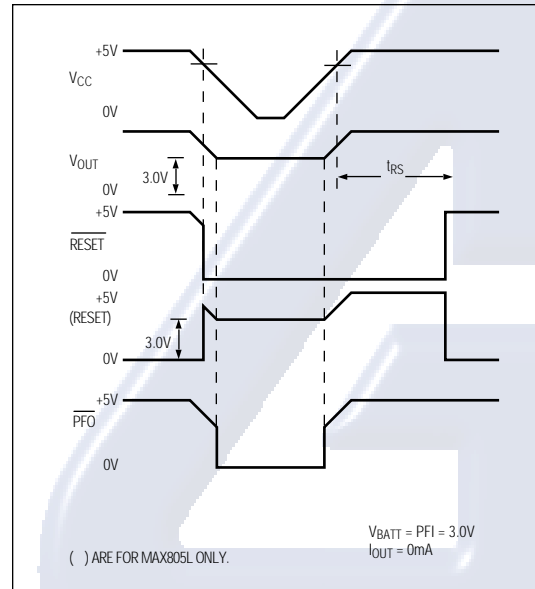 +5V
VCC
0V
VOUT
3.0V
0V
tRS
+5V
RESET
0V
+5V
(RESET)
3.0V
0V
+5V
PFO
0V
VBATT = PFI = 3.0V
IOUT = 0mA
( ) ARE FOR MAX805L ONLY.